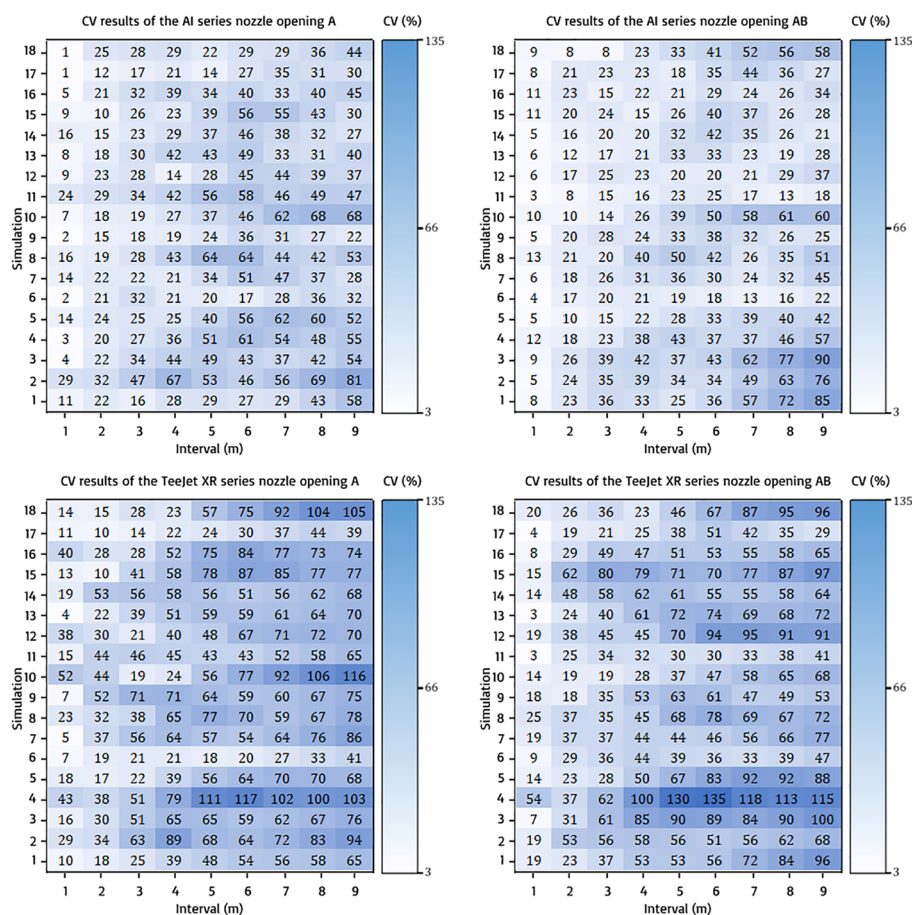 CV results of the AI series nozzle opening A
CV (%)
18 1 25 28 29 22 29 29 36 44
17 1 12 17 21 14 27 35 31 30
16 5 21 32 39 34 40 33 40 45
15 9 10 26 23 39 56 55 43 30
14 16 15 23 29 37 46 38 32 27
13 8 18 30 42 43 49 33 31 40
12 9 23 28 14 28 45 44 39 37
11 24 29 34 42 56 58 46 49 47
10 7 18 19 27 37 46 62 68 68
9 2 15 18 19 24 36 31 27 22
8 16 19 28 43 64 64 44 42 53
7 14 22 22 21 34 51 47 37 28
6 2 21 32 21 20 17 28 36 32
5 14 24 25 25 40 56 62 60 52
4 3 20 27 36 51 61 54 48 55
3 4 22 34 44 49 43 37 42 54
2 29 32 47 67 53 46 56 69 81
1 11 22 16 28 29 27 29 43 58
1 2 3 4 5 6 7 8 9
Interval (m)
Simulation
135
66
3
CV results of the AI series nozzle opening AB
CV (%)
18 9 8 8 23 33 41 52 56 58
17 8 21 23 23 18 35 44 36 27
16 11 23 15 22 21 29 24 26 34
15 11 20 24 15 26 40 37 26 28
14 5 16 20 20 32 42 35 26 21
13 6 12 17 21 33 33 23 19 28
12 6 17 25 23 20 20 21 29 37
11 3 8 15 16 23 25 17 13 18
10 10 10 14 26 39 50 58 61 60
9 5 20 28 24 33 38 32 26 25
8 13 21 20 40 50 42 26 35 51
7 6 18 26 31 36 30 24 32 45
6 4 17 20 21 19 18 13 16 22
5 5 10 15 22 28 33 39 40 42
4 12 18 23 38 43 37 37 46 57
3 9 26 39 42 37 43 62 77 90
2 5 24 35 39 34 34 49 63 76
1 8 23 36 33 25 36 57 72 85
1 2 3 4 5 6 7 8 9
Interval (m)
Simulation
135
66
3
CV results of the TeeJet XR series nozzle opening A
CV (%)
18 14 15 28 23 57 75 92 104 105
17 11 10 14 22 24 30 37 44 39
16 40 28 28 52 75 84 77 73 74
15 13 10 41 58 78 87 85 77 77
14 19 53 56 58 56 51 56 62 68
13 4 22 39 51 59 59 61 64 70
12 38 30 21 40 48 67 71 72 70
11 15 44 46 45 43 43 52 58 65
10 52 44 19 24 56 77 92 106 116
9 7 52 71 71 64 59 60 67 75
8 23 32 38 65 77 70 59 67 78
7 5 37 56 64 57 54 64 76 86
6 7 19 21 21 18 20 27 33 41
5 18 17 22 39 56 64 70 70 68
4 43 38 51 79 111 117 102 100 103
3 16 30 51 65 65 59 62 67 76
2 29 34 63 89 68 64 72 83 94
1 10 18 25 39 48 54 56 58 65
1 2 3 4 5 6 7 8 9
Interval (m)
Simulation
135
66
3
CV results of the TeeJet XR series nozzle opening AB
CV (%)
18 20 26 36 23 46 67 87 95 96
17 4 19 21 25 38 51 42 35 29
16 8 29 49 47 51 53 55 58 65
15 15 62 80 79 71 70 77 87 97
14 14 48 58 62 61 55 55 58 64
13 3 24 40 61 72 74 69 68 72
12 19 38 45 45 70 94 95 91 91
11 3 25 34 32 30 30 33 38 41
10 14 19 19 28 37 47 58 65 68
9 18 18 35 53 63 61 47 49 53
8 25 37 35 45 68 78 69 67 72
7 19 37 37 44 44 46 56 66 77
6 9 29 36 44 39 36 33 39 47
5 14 23 28 50 67 83 92 92 88
4 54 37 62 100 130 135 118 113 115
3 7 31 61 85 90 89 84 90 100
2 19 53 56 58 56 51 56 62 68
1 19 23 37 53 53 56 72 84 96
1 2 3 4 5 6 7 8 9
Interval (m)
Simulation
135
66
3